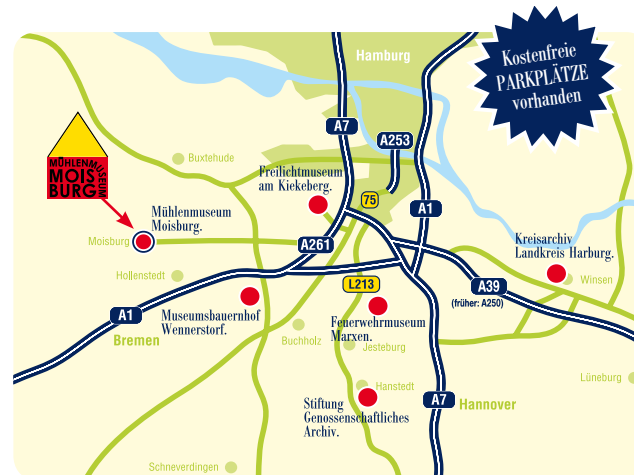 Hamburg
Kostenfreie
PARKPLÄTZE
vorhanden
A7
A253
Buxtehude
MÜHLENMUSEUM
MOIS
BURG
Freilichtmuseum
am Kiekeberg.
75
A1
Mühlenmuseum
Moisburg.
Moisburg
A261
Kreisarchiv
Landkreis Harburg.
Hollenstedt
L213
A39
(früher: A250)
Winsen
A1
Museumsbauernhof
Wennerstorf.
Feuerwehrmuseum
Marxen.
Bremen
Buchholz
Jesteburg
Hanstedt
Lüneburg
Stiftung
Genossenschaftliches
Archiv.
A7
Hannover
Schneverdingen